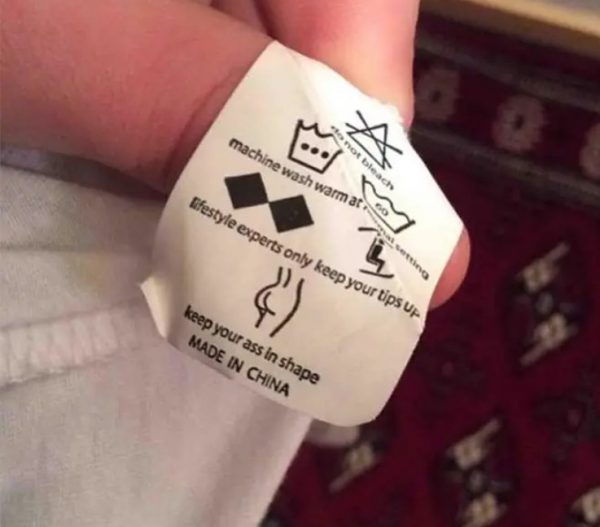 do not bleach
machine wash warm at normal setting
60
lifestyle experts only keep your tips up
keep your ass in shape
MADE IN CHINA